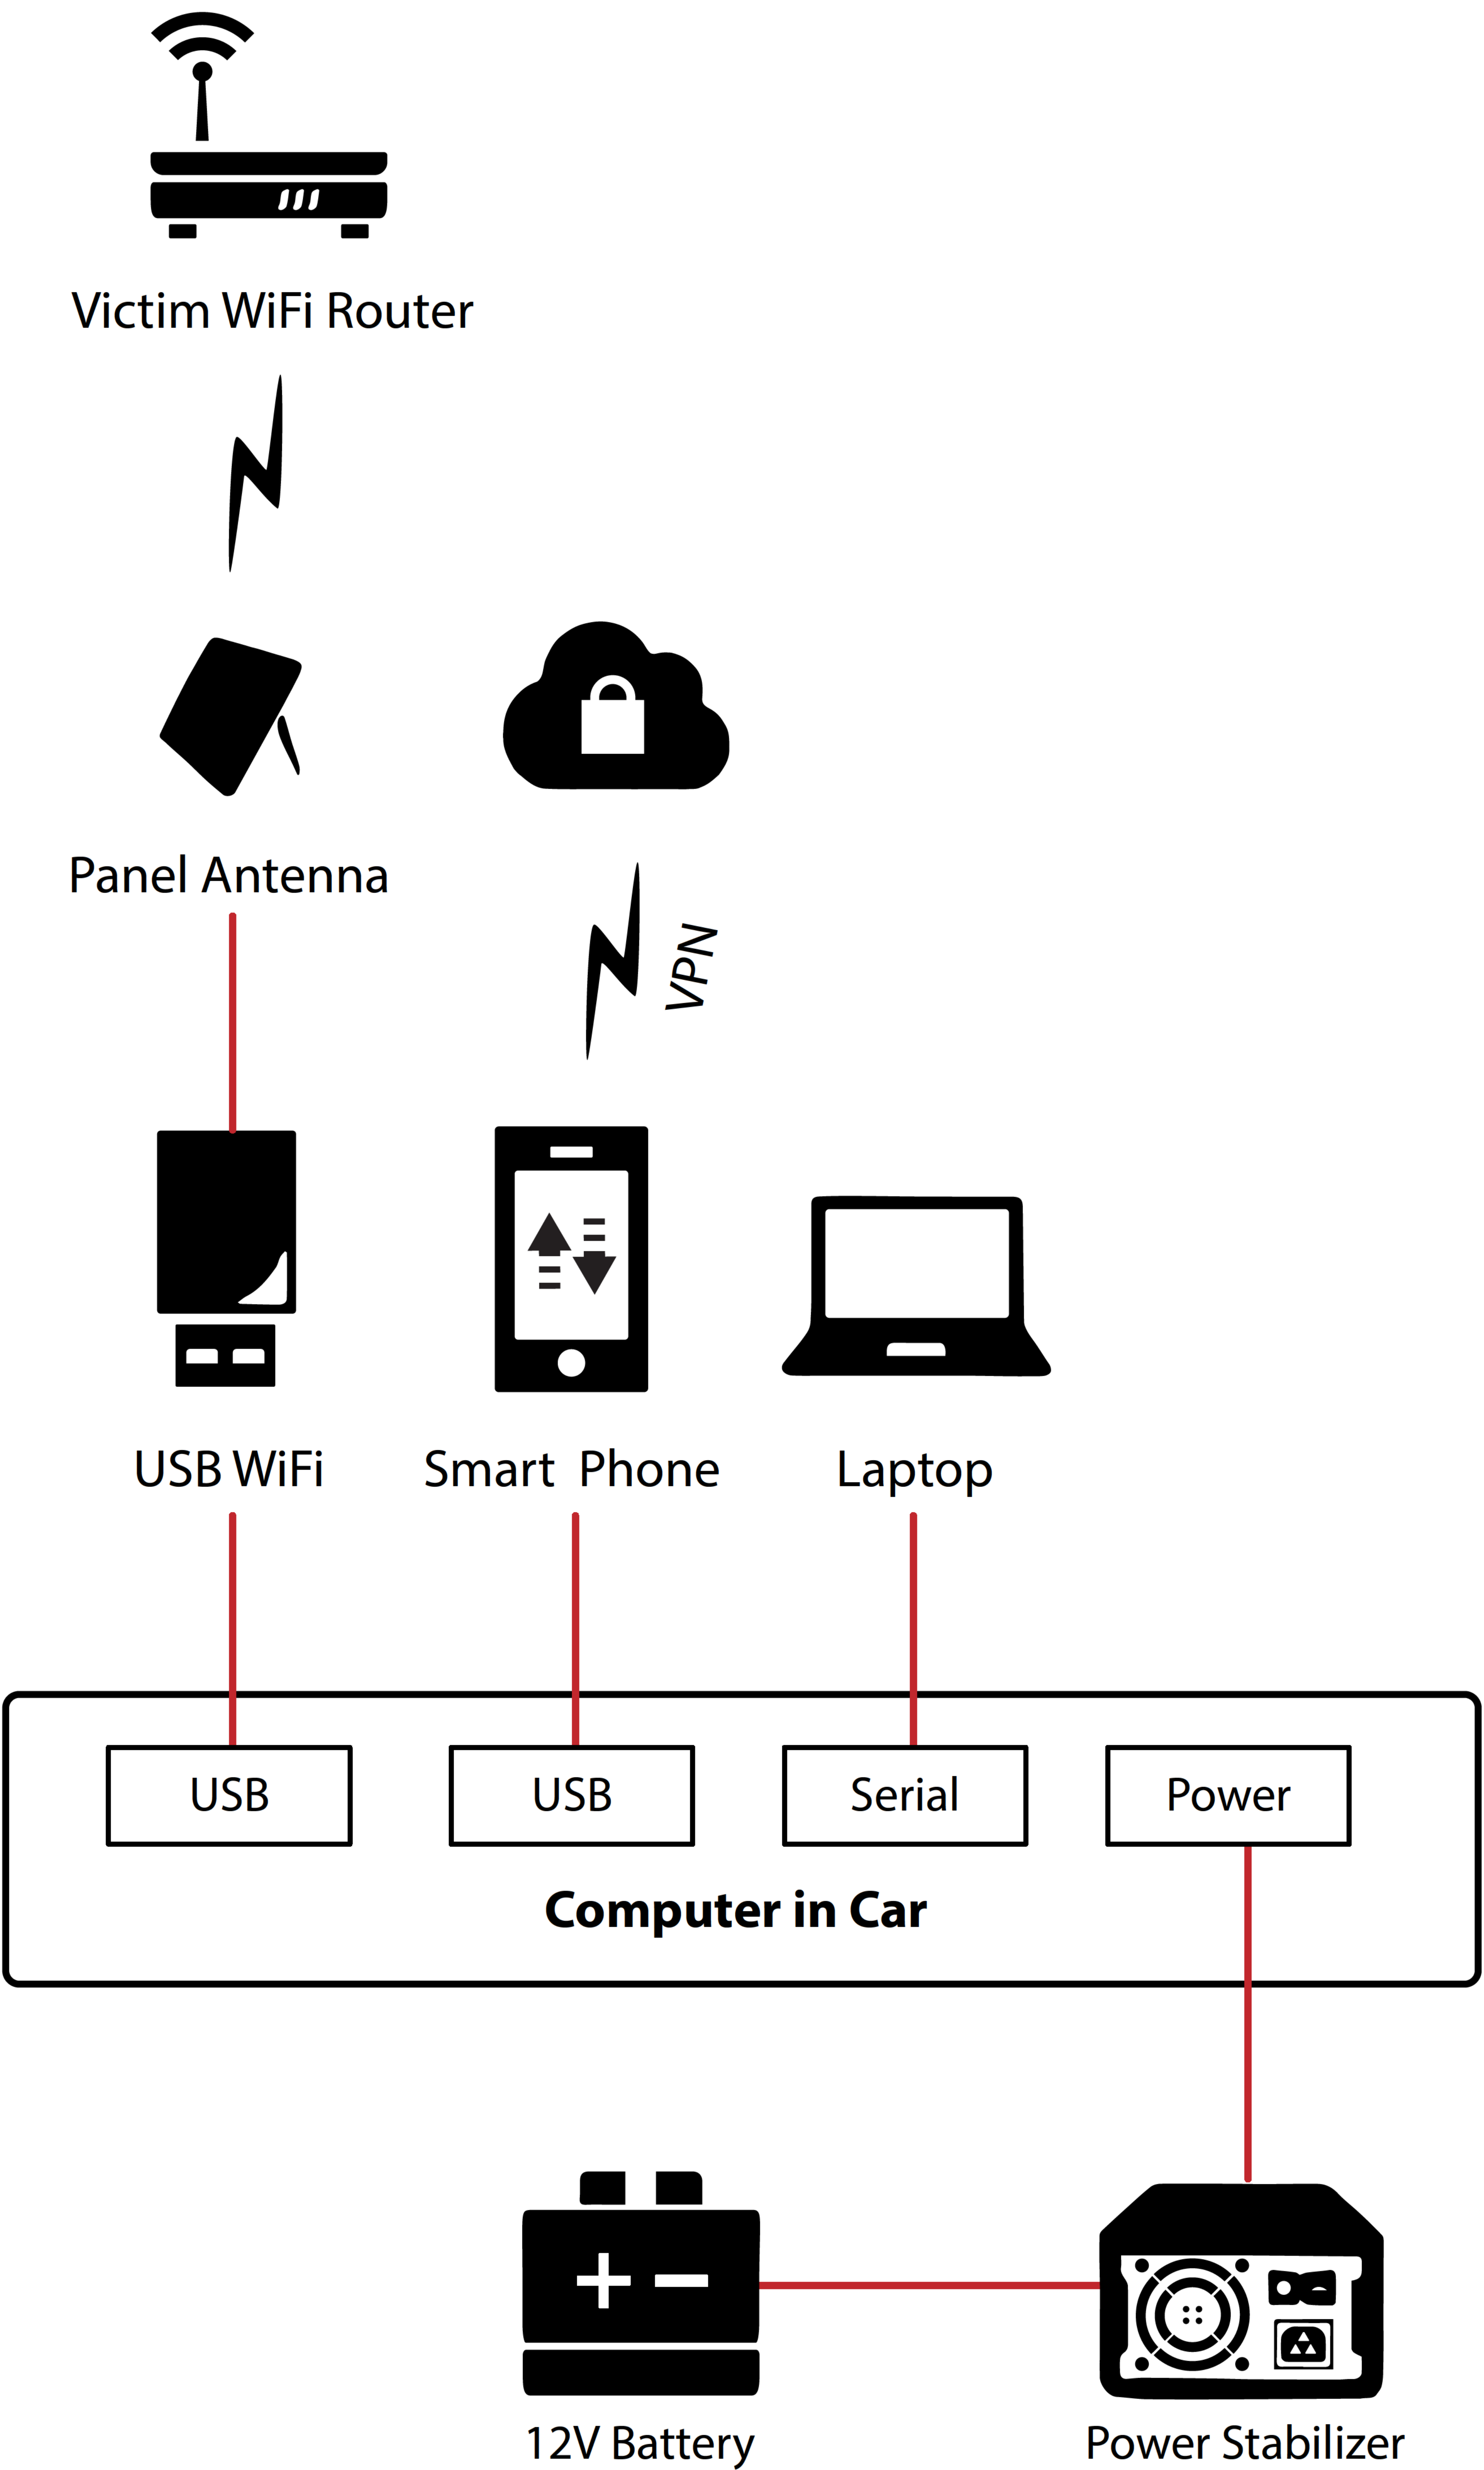 Victim WiFi Router
Panel Antenna
VPN
USB WiFi
Smart Phone
Laptop
USB
USB
Serial
Power
Computer in Car
12V Battery
Power Stabilizer